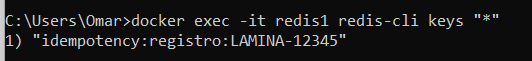 C:\Users\Omar>docker exec -it redis1 redis-cli keys "*"
1) "idempotency:registro:LAMINA-12345"